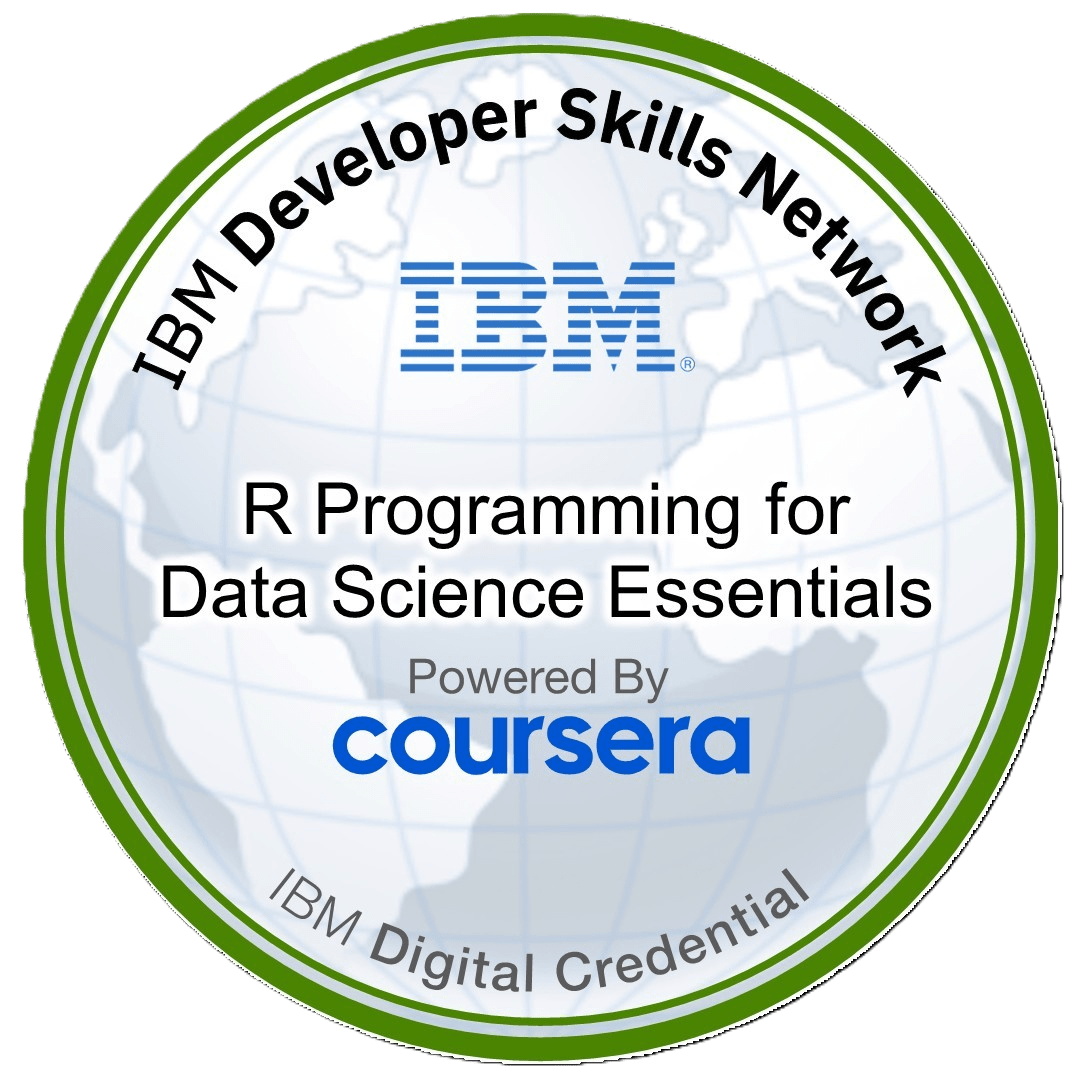 IBM Developer Skills Network
IBM®
R Programming for
Data Science Essentials
Powered By
coursera
IBM Digital Credential